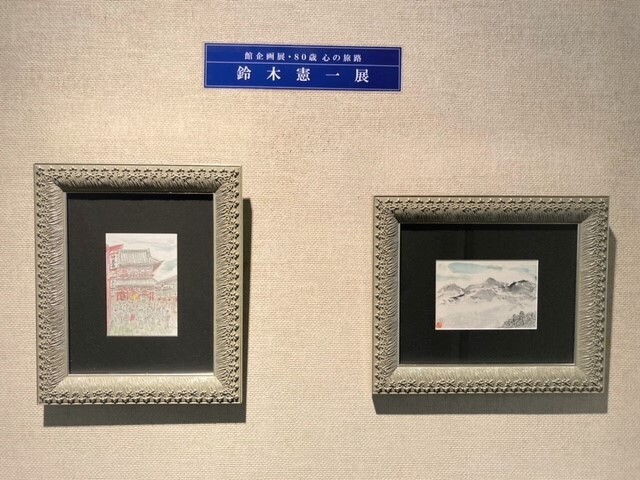 館企画展・80歳 心の旅路
鈴木憲一展